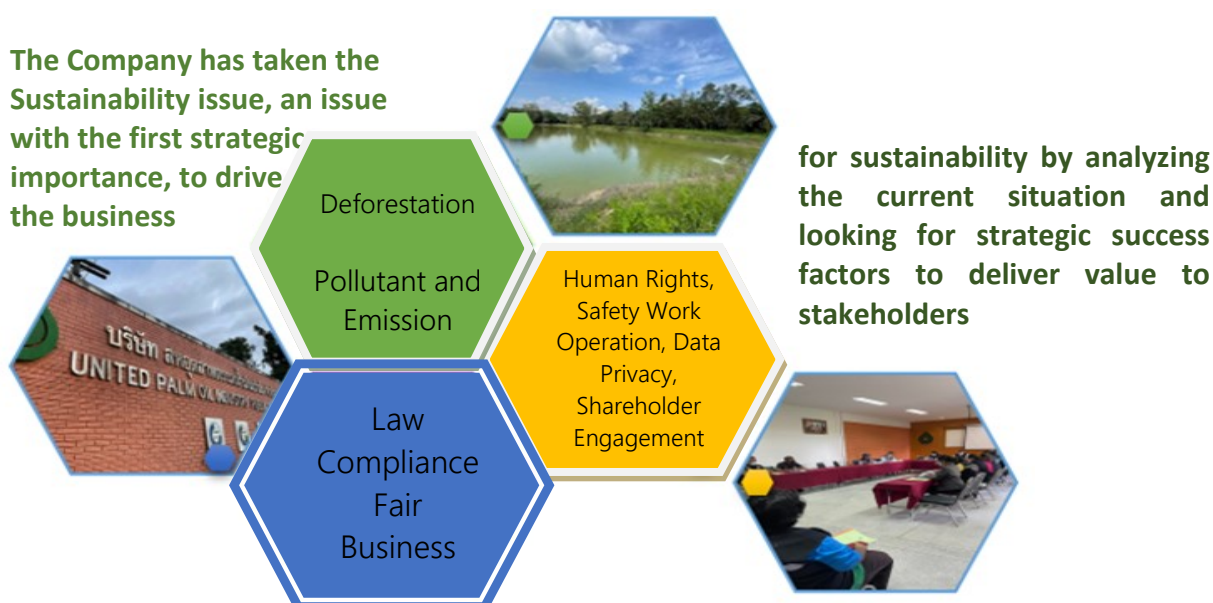 The Company has taken the
Sustainability issue, an issue
with the first strategic
importance, to drive
the business
for sustainability by analyzing
the current situation and
looking for strategic success
factors to deliver value to
stakeholders
Deforestation
Pollutant and
Emission
Human Rights,
Safety Work
Operation, Data
Privacy,
Shareholder
Engagement
Law
Compliance
Fair
Business
บริษัท
UNITED PALM OIL